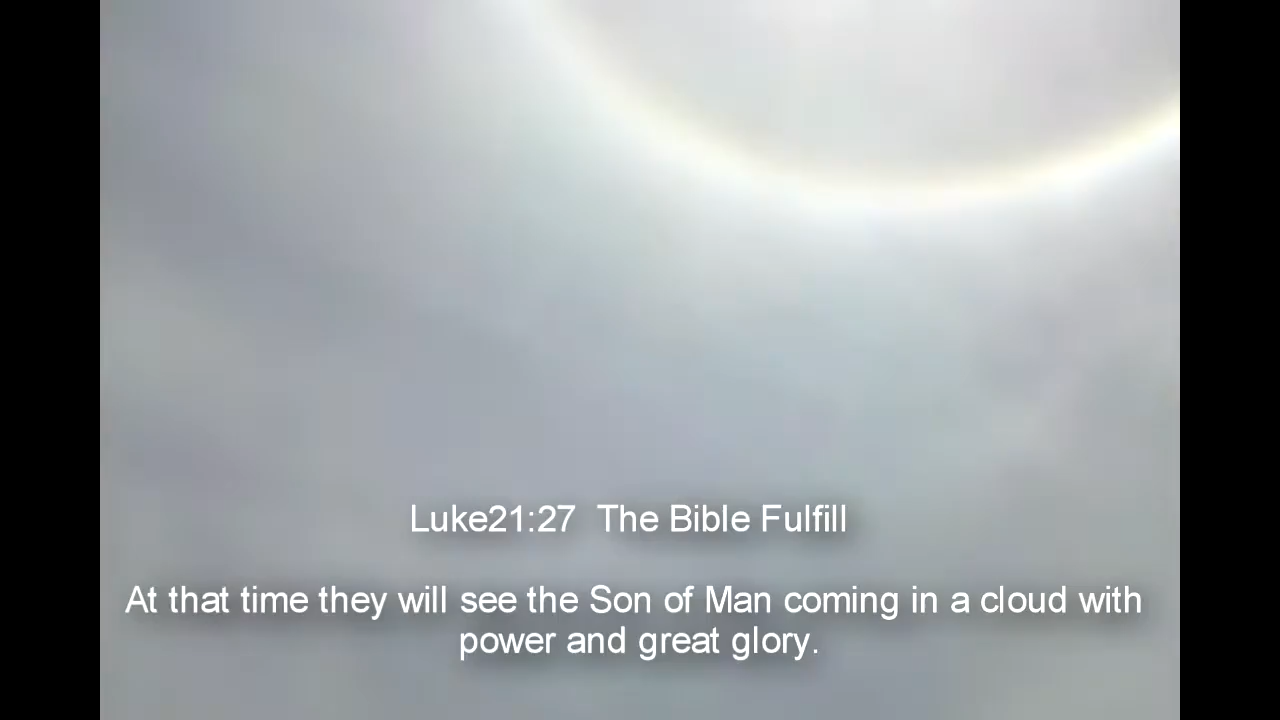 Luke21:27  The Bible Fulfill
At that time they will see the Son of Man coming in a cloud with
power and great glory.